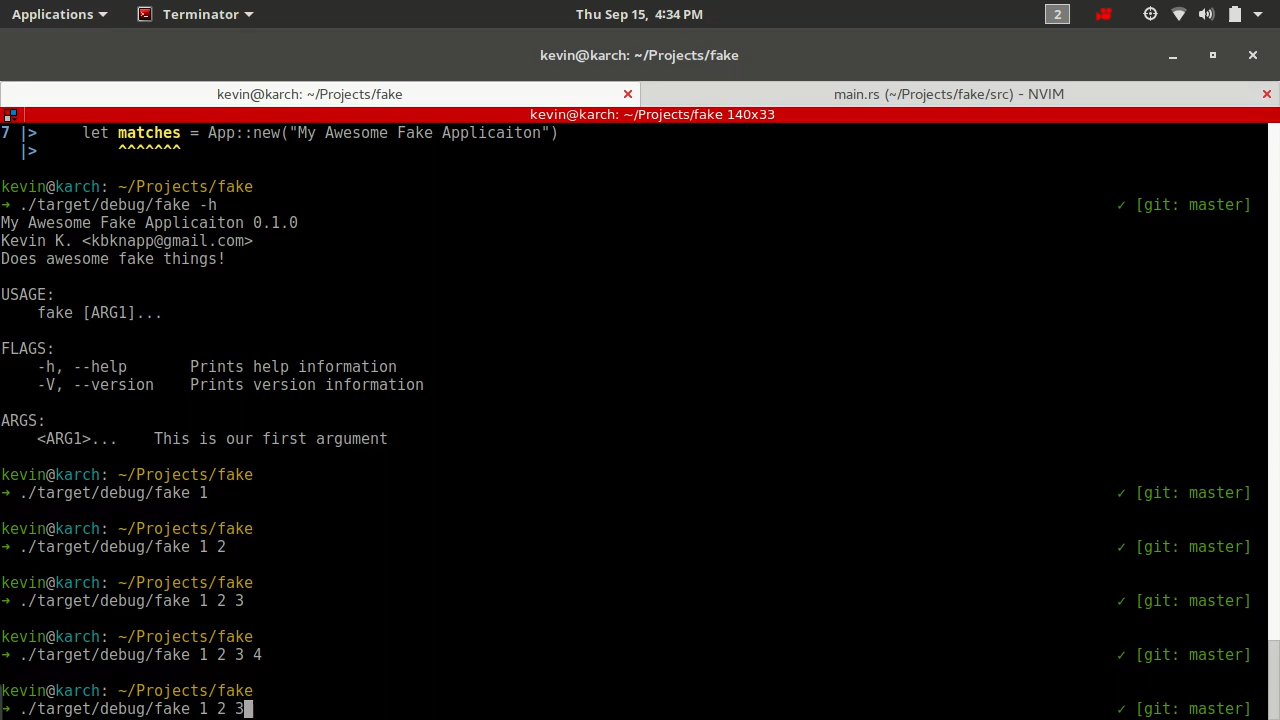 Applications Terminator Thu Sep 15, 4:34 PM 2
kevin@karch: ~/Projects/fake
kevin@karch: ~/Projects/fake main.rs (~/Projects/fake/src) - NVIM
kevin@karch: ~/Projects/fake 140x33
7 |>     let matches = App::new("My Awesome Fake Applicaiton")
  |>         ^^^^^^^
kevin@karch: ~/Projects/fake
➜ ./target/debug/fake -h ✓ [git: master]
My Awesome Fake Applicaiton 0.1.0
Kevin K. <kbknapp@gmail.com>
Does awesome fake things!
USAGE:
    fake [ARG1]...
FLAGS:
    -h, --help       Prints help information
    -V, --version    Prints version information
ARGS:
    <ARG1>...    This is our first argument
kevin@karch: ~/Projects/fake
➜ ./target/debug/fake 1 ✓ [git: master]
kevin@karch: ~/Projects/fake
➜ ./target/debug/fake 1 2 ✓ [git: master]
kevin@karch: ~/Projects/fake
➜ ./target/debug/fake 1 2 3 ✓ [git: master]
kevin@karch: ~/Projects/fake
➜ ./target/debug/fake 1 2 3 4 ✓ [git: master]
kevin@karch: ~/Projects/fake
➜ ./target/debug/fake 1 2 3 ✓ [git: master]